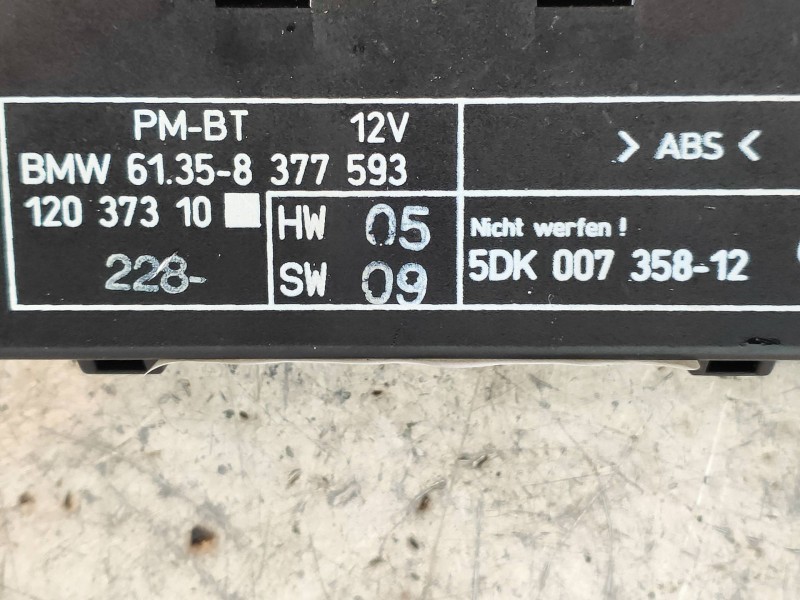 PM-BT 12V
BMW 61.35-8 377 593
120 373 10
228-
HW 05
SW 09
> ABS <
Nicht werfen !
5DK 007 358-12